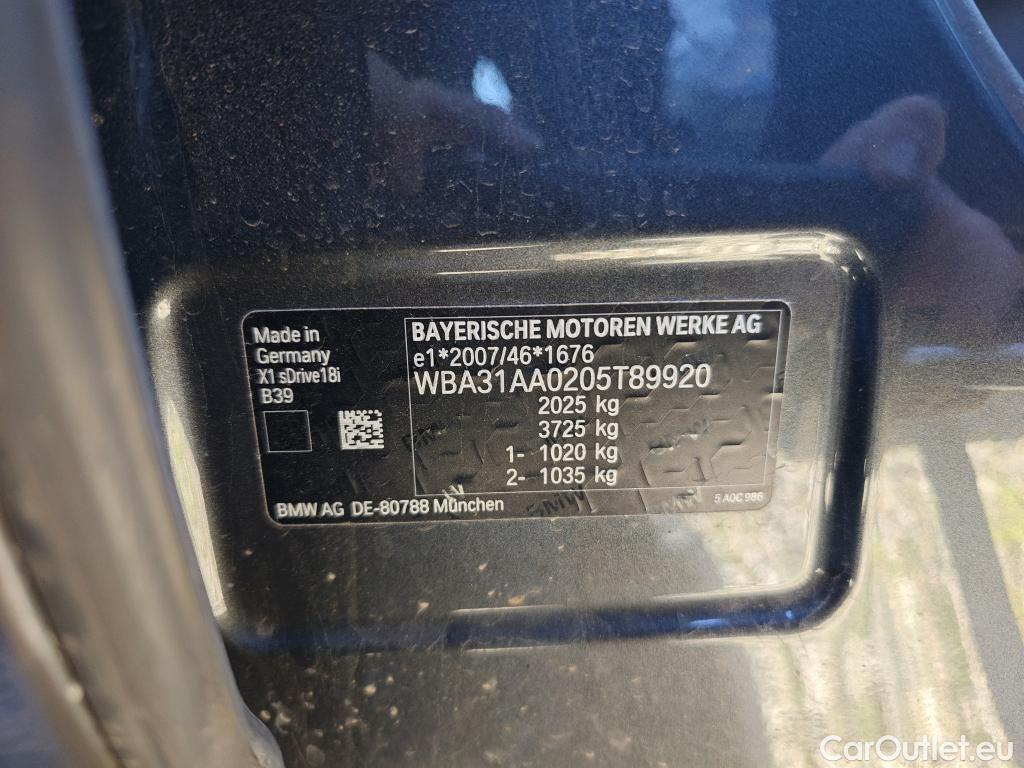 Made in
Germany
X1 sDrive18i
B39
BAYERISCHE MOTOREN WERKE AG
e1*2007/46*1676
WBA31AA0205T89920
2025 kg
3725 kg
1- 1020 kg
2- 1035 kg
BMW AG DE-80788 München
5 A0C 986
CarOutlet.eu